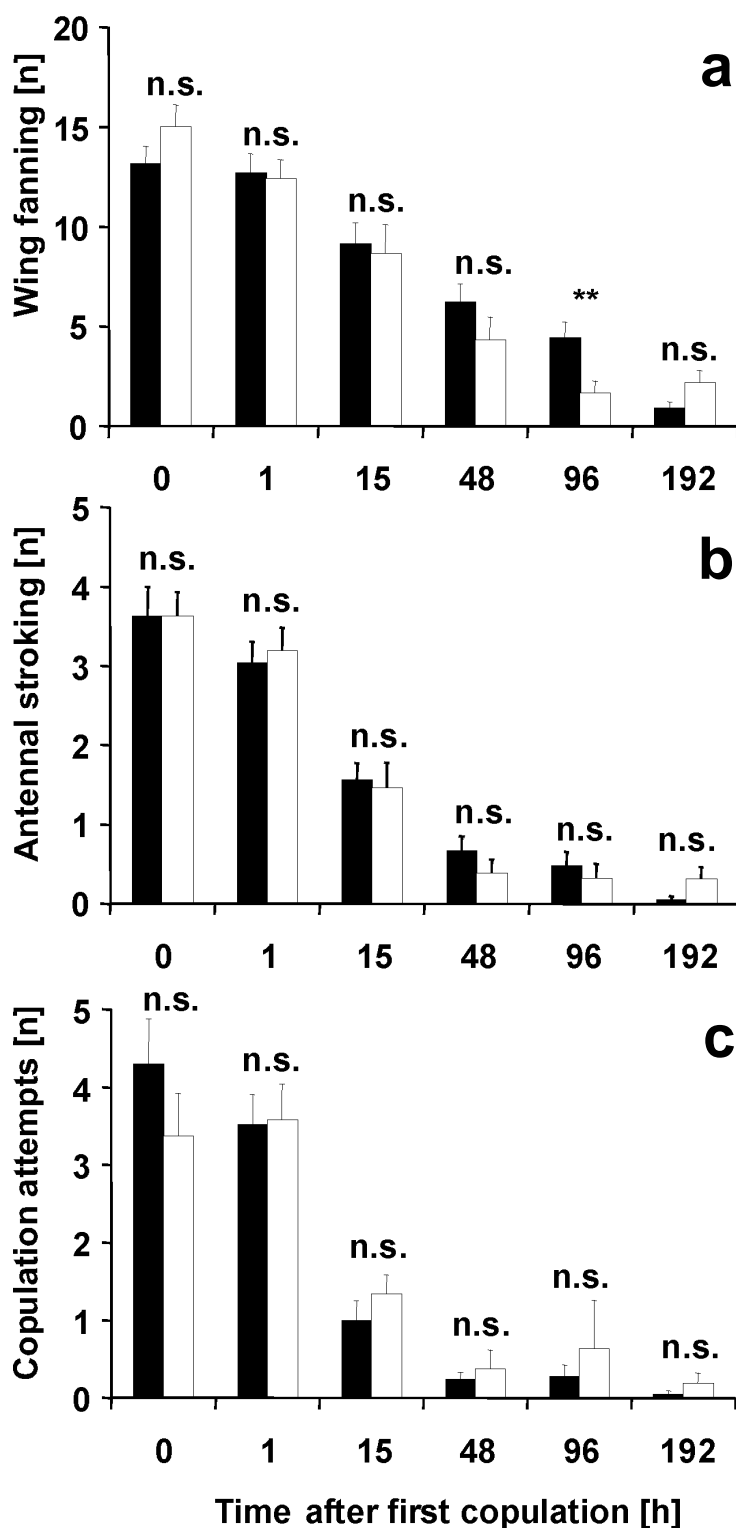 Wing fanning [n]
20
15
10
5
0
a
n.s.
n.s.
n.s.
n.s.
**
n.s.
0 1 15 48 96 192
Antennal stroking [n]
5
4
3
2
1
0
b
n.s.
n.s.
n.s.
n.s.
n.s.
n.s.
0 1 15 48 96 192
Copulation attempts [n]
5
4
3
2
1
0
c
n.s.
n.s.
n.s.
n.s.
n.s.
n.s.
0 1 15 48 96 192
Time after first copulation [h]